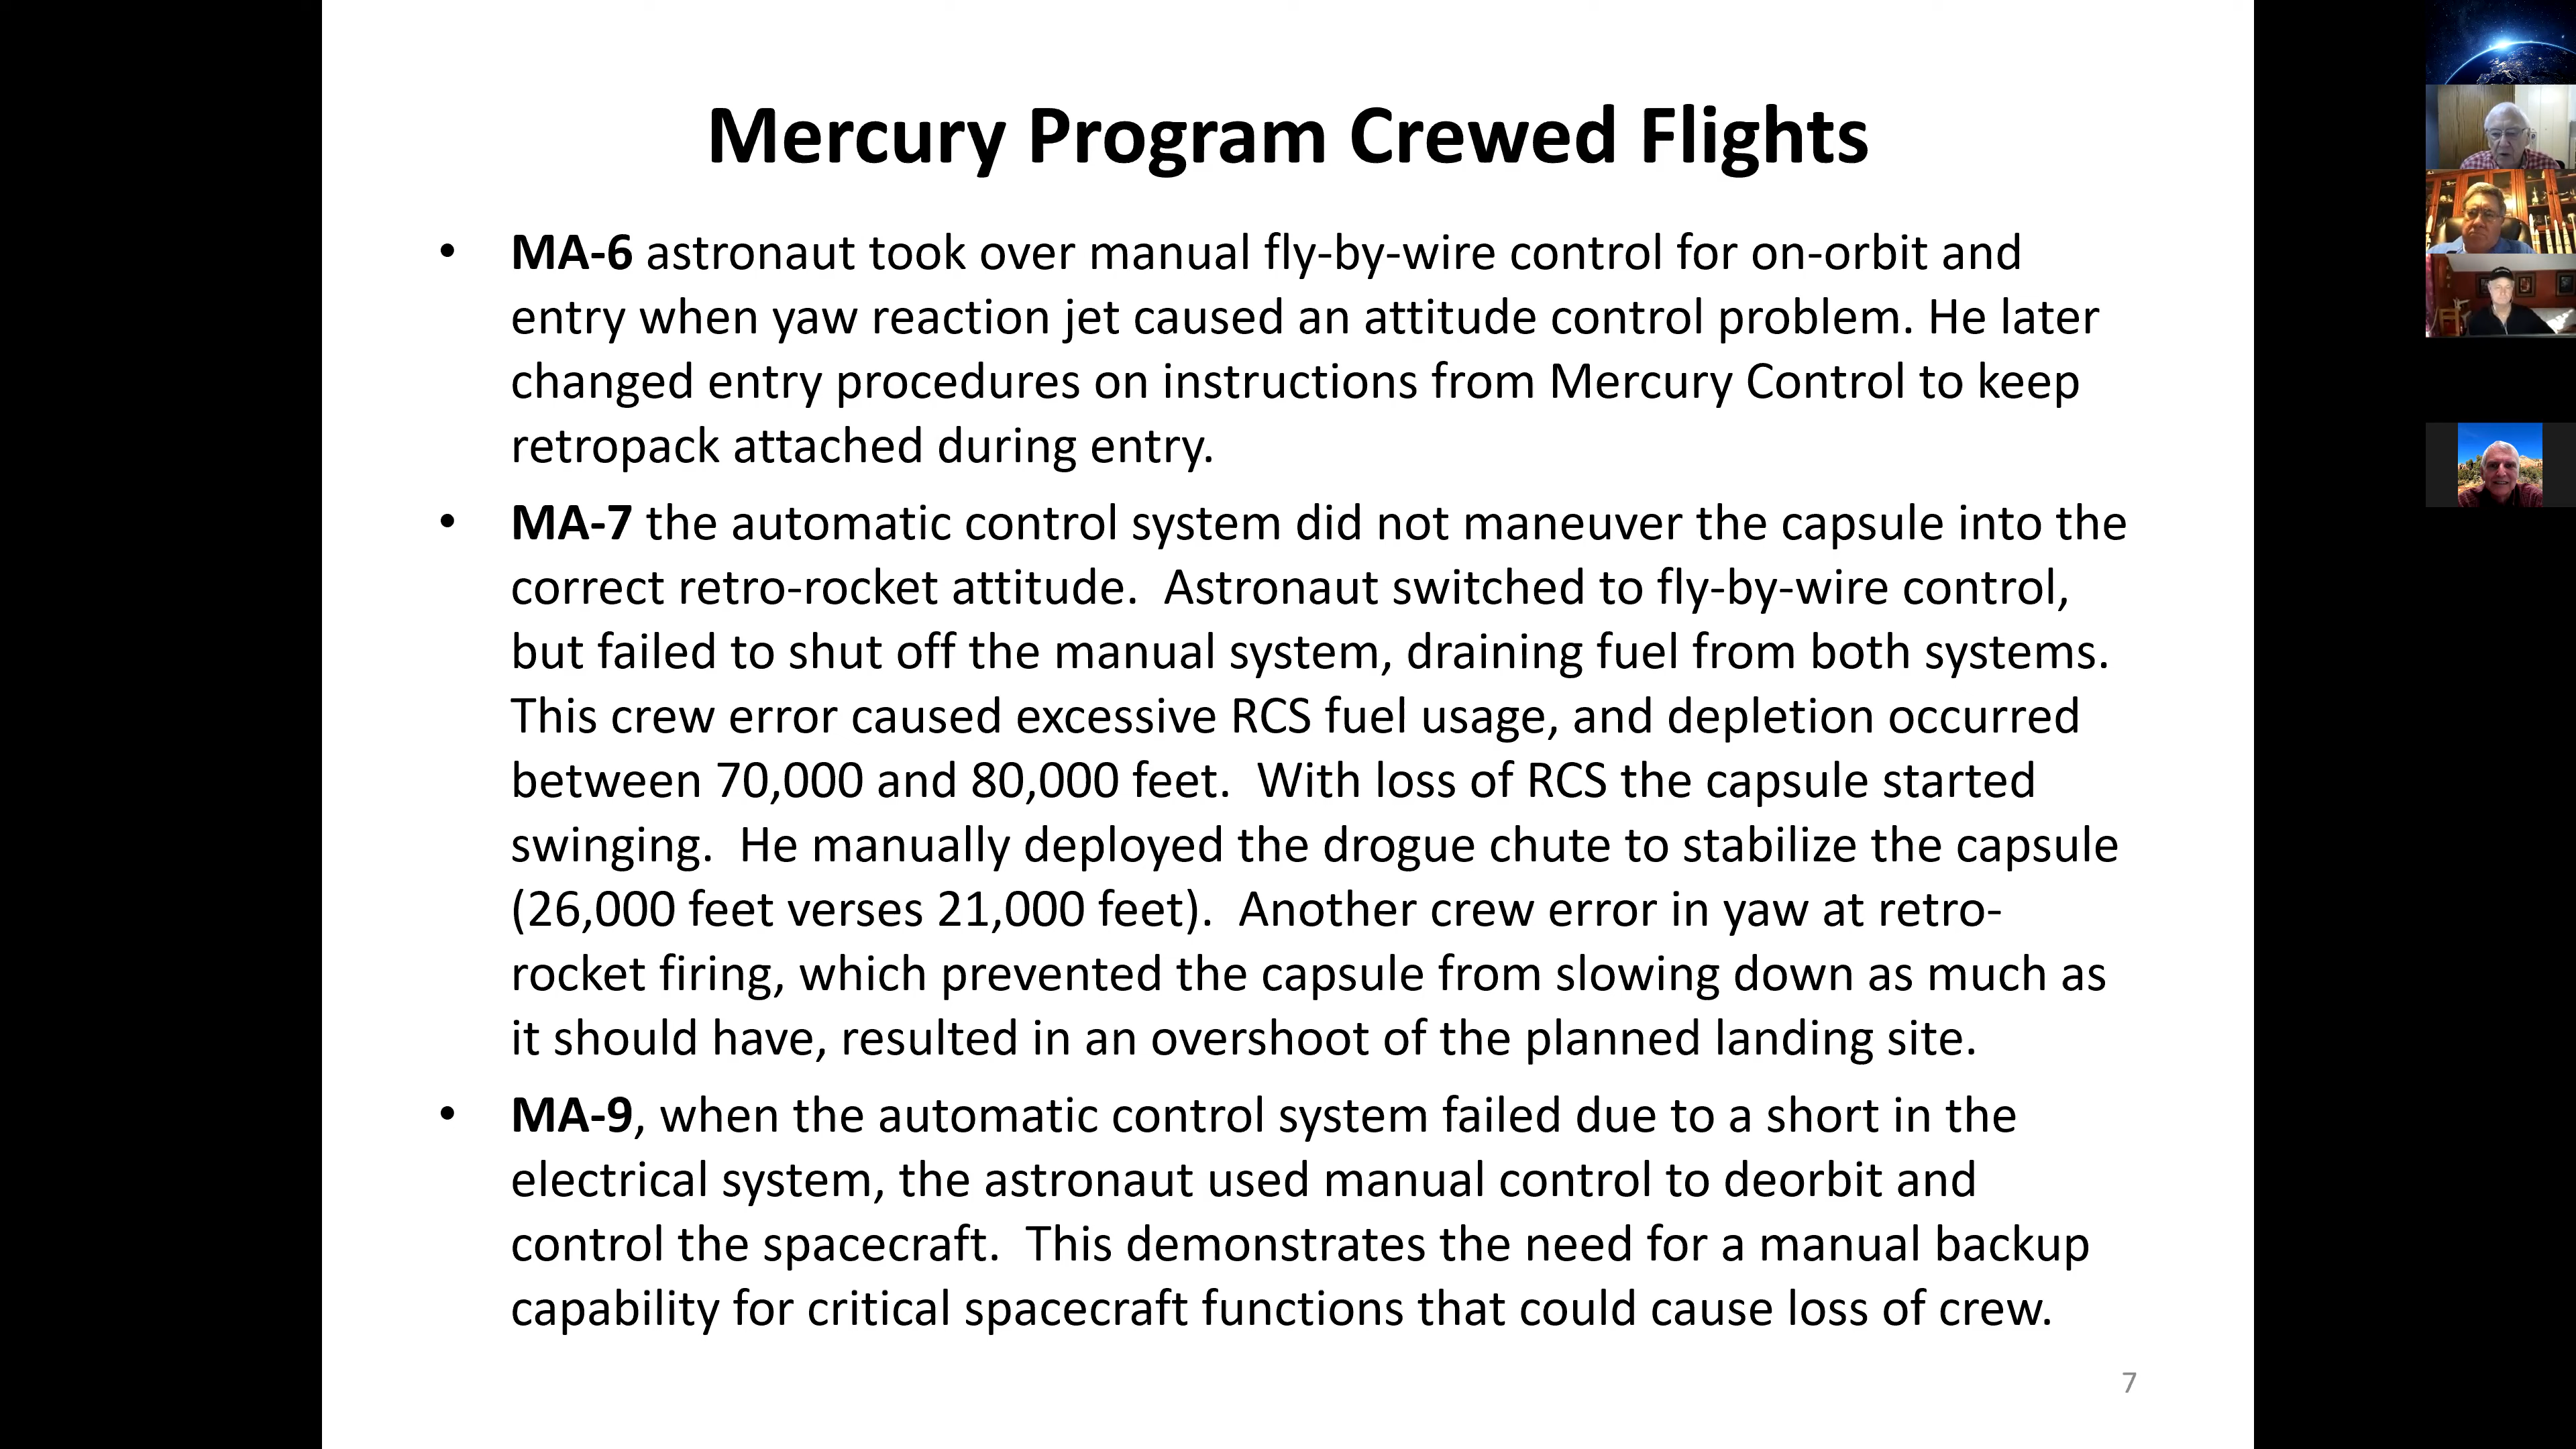 Mercury Program Crewed Flights
• MA-6 astronaut took over manual fly-by-wire control for on-orbit and
entry when yaw reaction jet caused an attitude control problem. He later
changed entry procedures on instructions from Mercury Control to keep
retropack attached during entry.
• MA-7 the automatic control system did not maneuver the capsule into the
correct retro-rocket attitude.  Astronaut switched to fly-by-wire control,
but failed to shut off the manual system, draining fuel from both systems.
This crew error caused excessive RCS fuel usage, and depletion occurred
between 70,000 and 80,000 feet.  With loss of RCS the capsule started
swinging.  He manually deployed the drogue chute to stabilize the capsule
(26,000 feet verses 21,000 feet).  Another crew error in yaw at retro-
rocket firing, which prevented the capsule from slowing down as much as
it should have, resulted in an overshoot of the planned landing site.
• MA-9, when the automatic control system failed due to a short in the
electrical system, the astronaut used manual control to deorbit and
control the spacecraft.  This demonstrates the need for a manual backup
capability for critical spacecraft functions that could cause loss of crew.
7